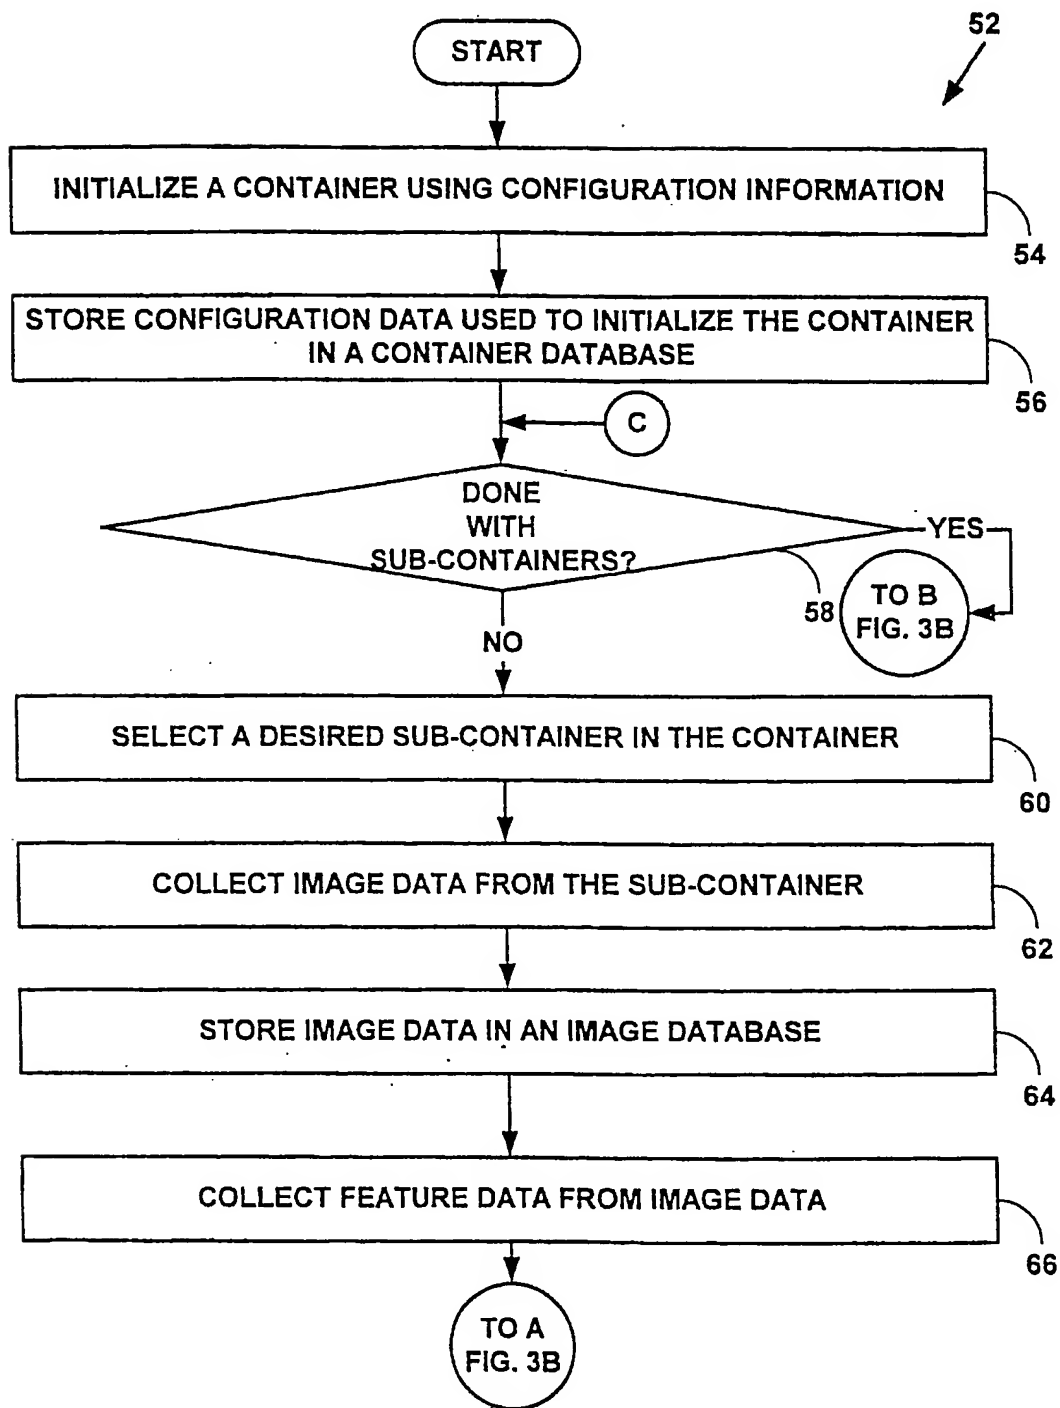 52
START
INITIALIZE A CONTAINER USING CONFIGURATION INFORMATION
54
STORE CONFIGURATION DATA USED TO INITIALIZE THE CONTAINER
IN A CONTAINER DATABASE
56
C
DONE
WITH
SUB-CONTAINERS?
YES
58
TO B
FIG. 3B
NO
SELECT A DESIRED SUB-CONTAINER IN THE CONTAINER
60
COLLECT IMAGE DATA FROM THE SUB-CONTAINER
62
STORE IMAGE DATA IN AN IMAGE DATABASE
64
COLLECT FEATURE DATA FROM IMAGE DATA
66
TO A
FIG. 3B